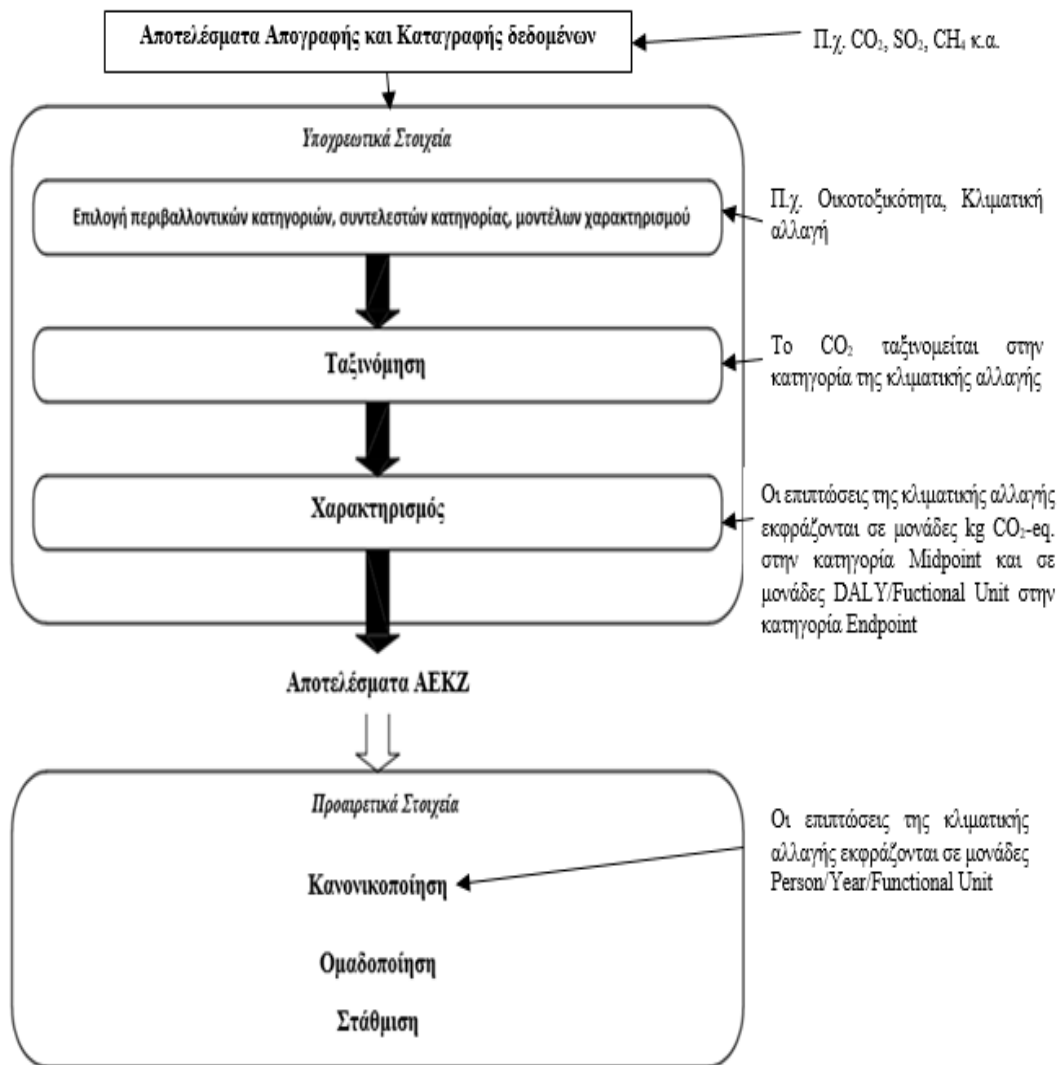 Αποτελέσματα Απογραφής και Καταγραφής δεδομένων
Π.χ. CO₂, SO₂, CH₄ κ.α.
Υποχρεωτικά Στοιχεία
Επιλογή περιβαλλοντικών κατηγοριών, συντελεστών κατηγορίας, μοντέλων χαρακτηρισμού
Π.χ. Οικοτοξικότητα, Κλιματική
αλλαγή
Ταξινόμηση
Το CO₂ ταξινομείται στην
κατηγορία της κλιματικής αλλαγής
Χαρακτηρισμός
Οι επιπτώσεις της κλιματικής αλλαγής
εκφράζονται σε μονάδες kg CO₂-eq.
στην κατηγορία Midpoint και σε
μονάδες DALY/Fuctional Unit στην
κατηγορία Endpoint
Αποτελέσματα ΑΕΚΖ
Προαιρετικά Στοιχεία
Κανονικοποίηση
Οι επιπτώσεις της κλιματικής
αλλαγής εκφράζονται σε μονάδες
Person/Year/Functional Unit
Ομαδοποίηση
Στάθμιση